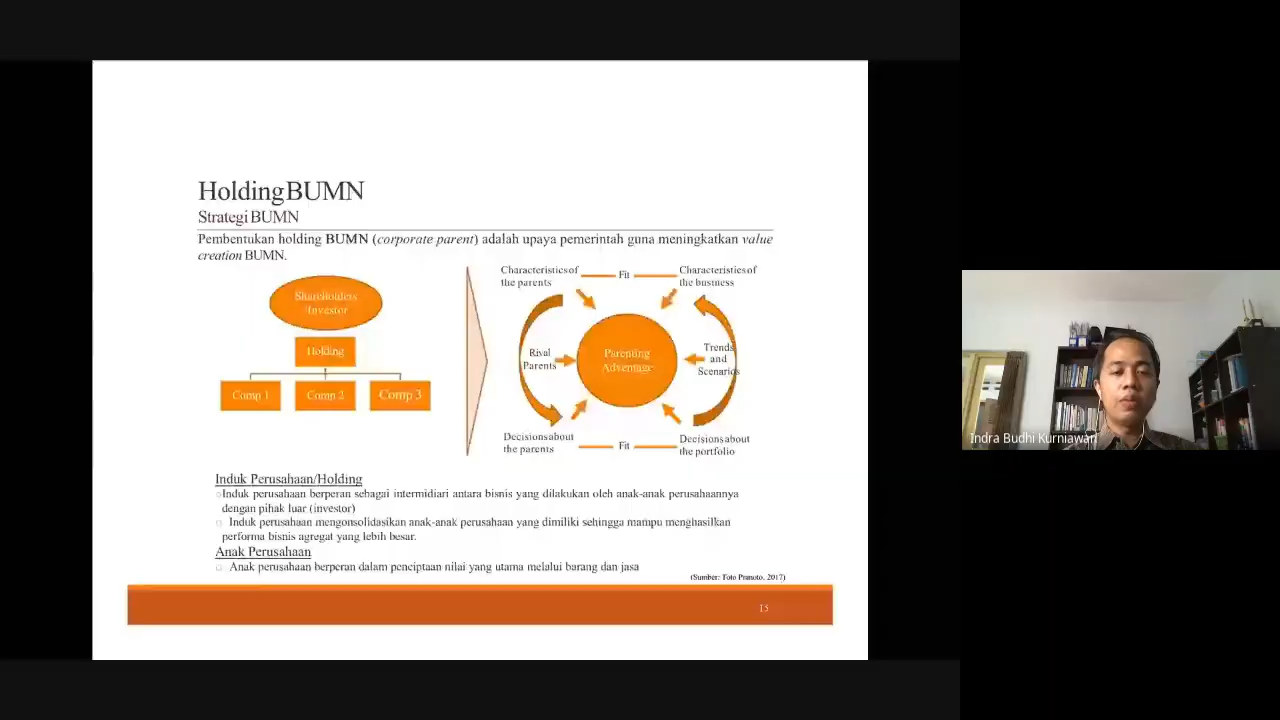 HoldingBUMN
Strategi BUMN
Pembentukan holding BUMN (corporate parent) adalah upaya pemerintah guna meningkatkan value
creation BUMN.
Shareholders
/Investor
Holding
Comp 1
Comp 2
Comp 3
Characteristics of
the parents
Fit
Characteristics of
the business
Rival
Parents
Parenting
Advantage
Trends
and
Scenarios
Decisions about
the parents
Fit
Decisions about
the portfolio
Induk Perusahaan/Holding
Induk perusahaan berperan sebagai intermidiari antara bisnis yang dilakukan oleh anak-anak perusahaannya
dengan pihak luar (investor)
Induk perusahaan mengonsolidasikan anak-anak perusahaan yang dimiliki sehingga mampu menghasilkan
performa bisnis agregat yang lebih besar.
Anak Perusahaan
Anak perusahaan berperan dalam penciptaan nilai yang utama melalui barang dan jasa
(Sumber: Toto Pranoto, 2017)
15
Indra Budhi Kurniawan